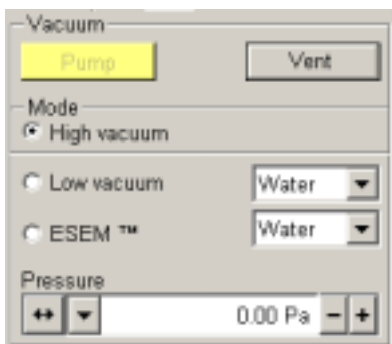 Vacuum
Pump Vent
Mode
High vacuum
Low vacuum Water
ESEM ™ Water
Pressure
0.00 Pa - +